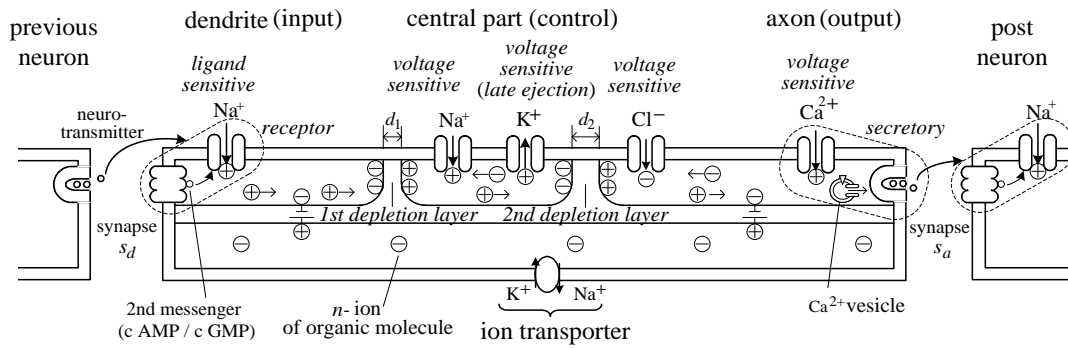 dendrite (input)
central part (control)
axon (output)
previous
neuron
post
neuron
ligand
sensitive
voltage
sensitive
voltage
sensitive
(late ejection)
voltage
sensitive
voltage
sensitive
neuro-
transmitter
Na+
receptor
d1
Na+
K+
d2
Cl−
Ca2+
secretory
Na+
1st depletion layer
2nd depletion layer
synapse
sd
synapse
sa
2nd messenger
(c AMP / c GMP)
n- ion
of organic molecule
K+
Na+
ion transporter
Ca2+ vesicle